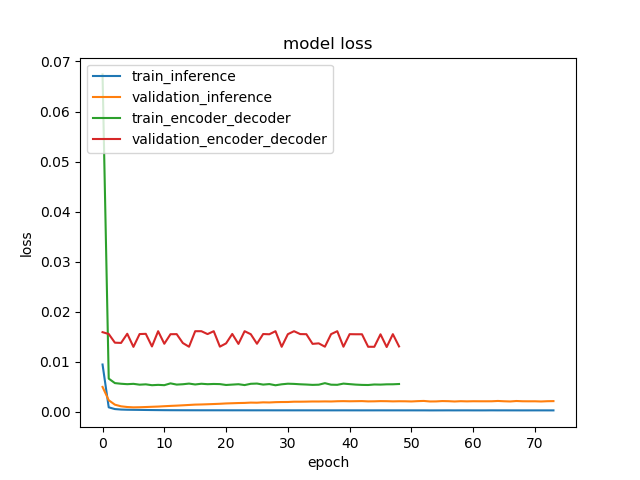 model loss
train_inference
validation_inference
train_encoder_decoder
validation_encoder_decoder
loss
0.07
0.06
0.05
0.04
0.03
0.02
0.01
0.00
0 10 20 30 40 50 60 70
epoch